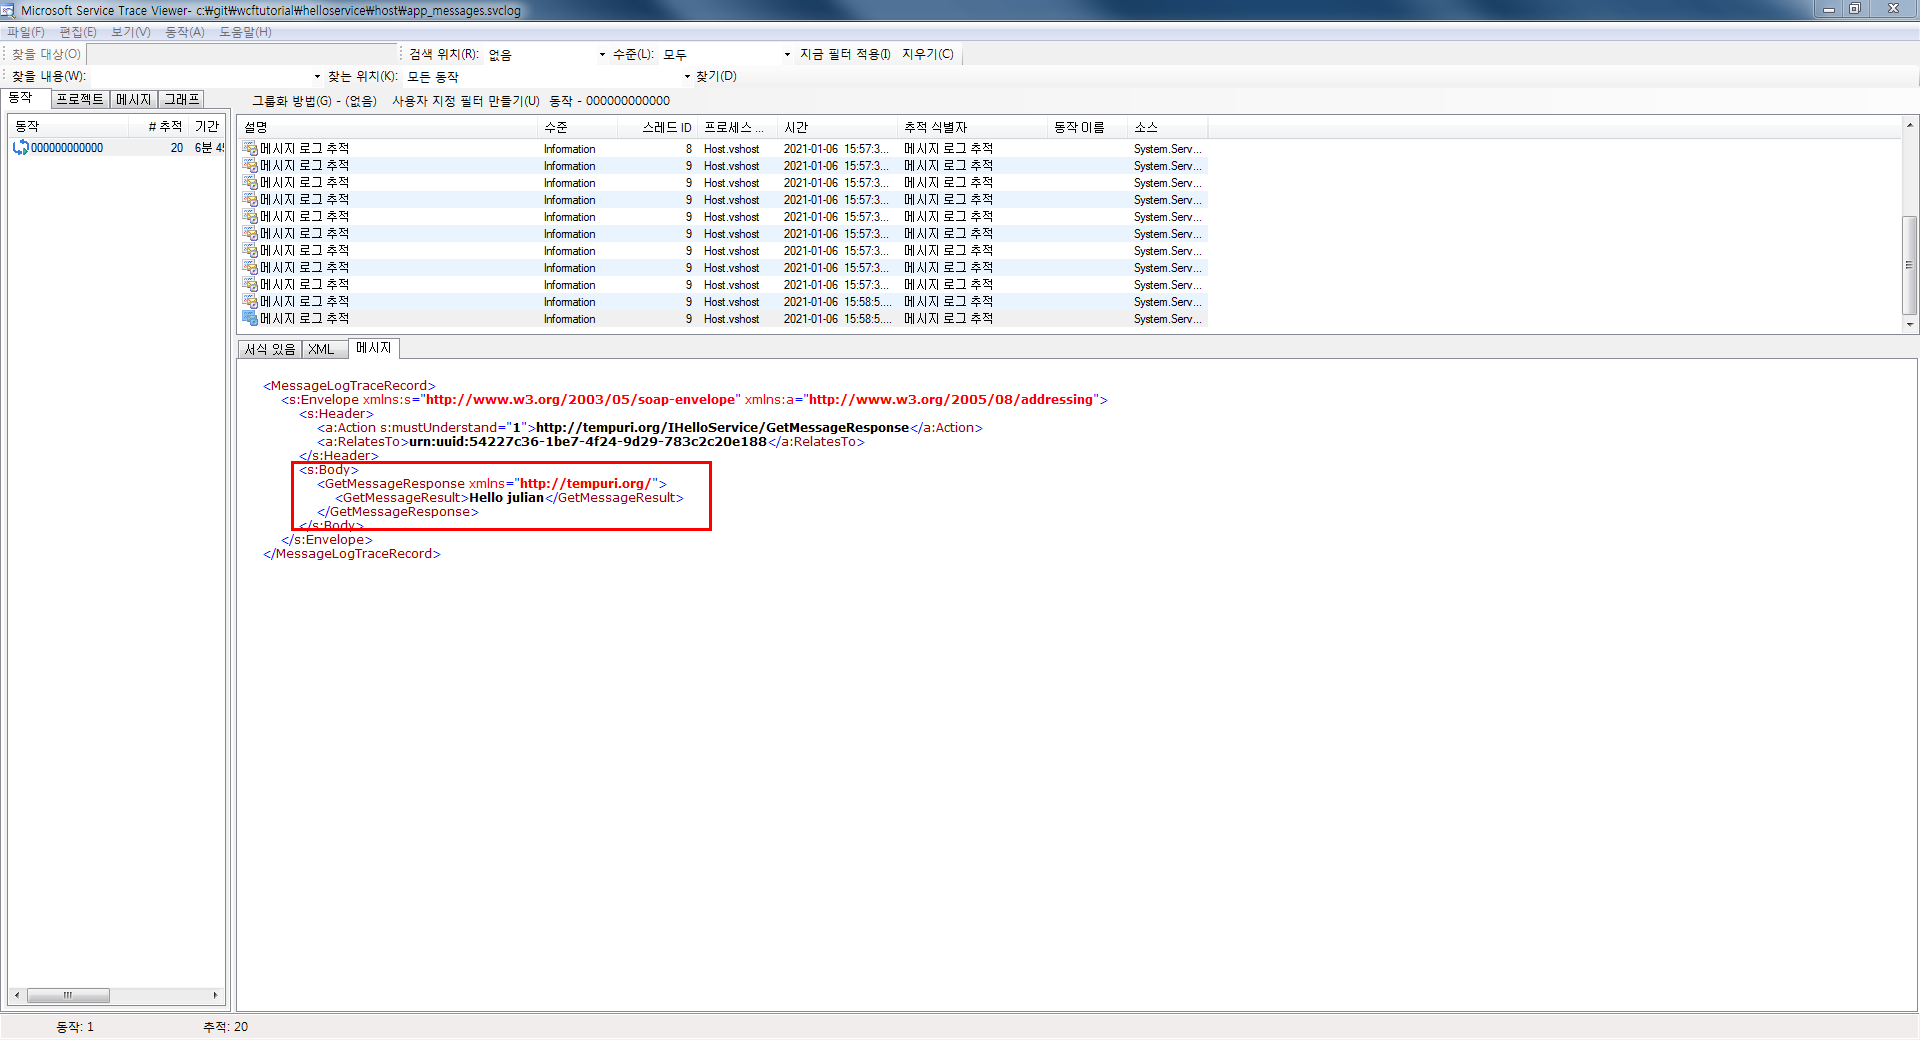 Microsoft Service Trace Viewer- c:₩git₩wcftutorial₩helloservice₩host₩app_messages.svclog
파일(F) 편집(E) 보기(V) 동작(A) 도움말(H)
찾을 대상(O) 검색 위치(R): 없음 수준(L): 모두 지금 필터 적용(I) 지우기(C)
찾을 내용(W): 찾는 위치(K): 모든 동작 찾기(D)
동작 프로젝트 메시지 그래프 그룹화 방법(G) - (없음) 사용자 지정 필터 만들기(U) 동작 - 000000000000
동작 # 추적 기간
000000000000 20 6분 45
설명 수준 스레드 ID 프로세스 ... 시간 추적 식별자 동작 이름 소스
메시지 로그 추적 Information 8 Host.vshost 2021-01-06 15:57:3... 메시지 로그 추적 System.Serv...
메시지 로그 추적 Information 9 Host.vshost 2021-01-06 15:57:3... 메시지 로그 추적 System.Serv...
메시지 로그 추적 Information 9 Host.vshost 2021-01-06 15:57:3... 메시지 로그 추적 System.Serv...
메시지 로그 추적 Information 9 Host.vshost 2021-01-06 15:57:3... 메시지 로그 추적 System.Serv...
메시지 로그 추적 Information 9 Host.vshost 2021-01-06 15:57:3... 메시지 로그 추적 System.Serv...
메시지 로그 추적 Information 9 Host.vshost 2021-01-06 15:57:3... 메시지 로그 추적 System.Serv...
메시지 로그 추적 Information 9 Host.vshost 2021-01-06 15:57:3... 메시지 로그 추적 System.Serv...
메시지 로그 추적 Information 9 Host.vshost 2021-01-06 15:57:3... 메시지 로그 추적 System.Serv...
메시지 로그 추적 Information 9 Host.vshost 2021-01-06 15:57:3... 메시지 로그 추적 System.Serv...
메시지 로그 추적 Information 9 Host.vshost 2021-01-06 15:58:5... 메시지 로그 추적 System.Serv...
메시지 로그 추적 Information 9 Host.vshost 2021-01-06 15:58:5... 메시지 로그 추적 System.Serv...
서식 있음 XML 메시지
<MessageLogTraceRecord>
<s:Envelope xmlns:s="http://www.w3.org/2003/05/soap-envelope" xmlns:a="http://www.w3.org/2005/08/addressing">
<s:Header>
<a:Action s:mustUnderstand="1">http://tempuri.org/IHelloService/GetMessageResponse</a:Action>
<a:RelatesTo>urn:uuid:54227c36-1be7-4f24-9d29-783c2c20e188</a:RelatesTo>
</s:Header>
<s:Body>
<GetMessageResponse xmlns="http://tempuri.org/">
<GetMessageResult>Hello julian</GetMessageResult>
</GetMessageResponse>
</s:Body>
</s:Envelope>
</MessageLogTraceRecord>
동작: 1 추적: 20